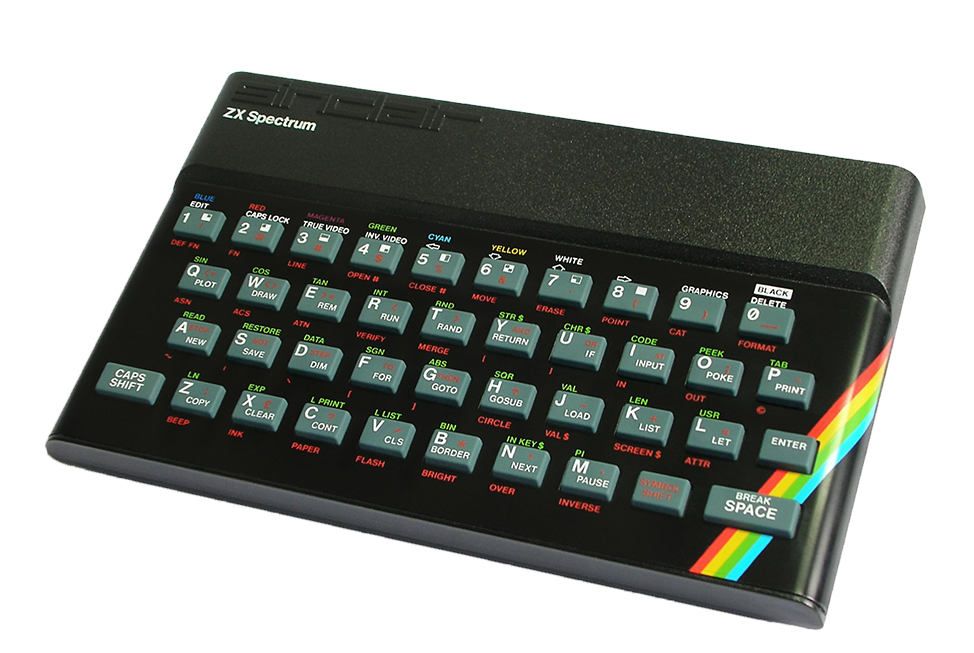 sinclair
ZX Spectrum
BLUE RED MAGENTA GREEN CYAN YELLOW WHITE BLACK
EDIT CAPS LOCK TRUE VIDEO INV. VIDEO GRAPHICS DELETE
1 2 3 4 $ 5 % 6 & 7 8 ( 9 ) 0
DEF FN FN LINE OPEN # CLOSE # MOVE ERASE POINT CAT FORMAT
SIN COS TAN INT RND STR $ CHR $ CODE PEEK TAB
Q W E R T Y AND U OR I O P
PLOT DRAW REM RUN RAND RETURN IF INPUT POKE PRINT
ASN ACS ATN VERIFY MERGE [ ] IN OUT ©
READ RESTORE DATA SGN ABS SQR VAL LEN USR
A STOP S NOT D STEP F G H J K L
NEW SAVE DIM FOR GOTO GOSUB LOAD LIST LET ENTER
~ | \ { } CIRCLE VAL $ SCREEN $ ATTR
LN EXP L PRINT L LIST BIN IN KEY $ PI
CAPS SHIFT Z X C V B N M SYMBOL SHIFT BREAK SPACE
COPY CLEAR CONT CLS BORDER NEXT PAUSE
BEEP INK PAPER FLASH BRIGHT OVER INVERSE